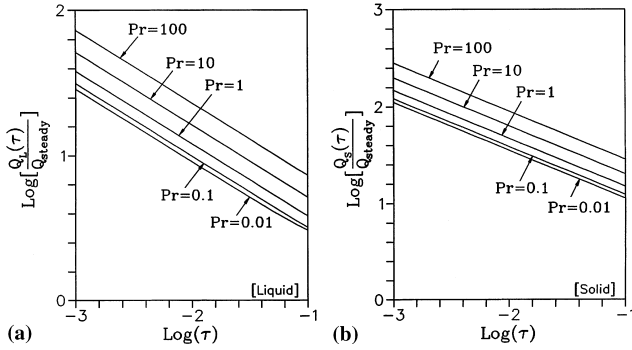 2
1
0
-3
-2
-1
Log(τ)
Log[Q_L(τ)/Q_steady]
Pr=100
Pr=10
Pr=1
Pr=0.1
Pr=0.01
[Liquid]
(a)
3
2
1
0
-3
-2
-1
Log(τ)
Log[Q_S(τ)/Q_steady]
Pr=100
Pr=10
Pr=1
Pr=0.1
Pr=0.01
[Solid]
(b)